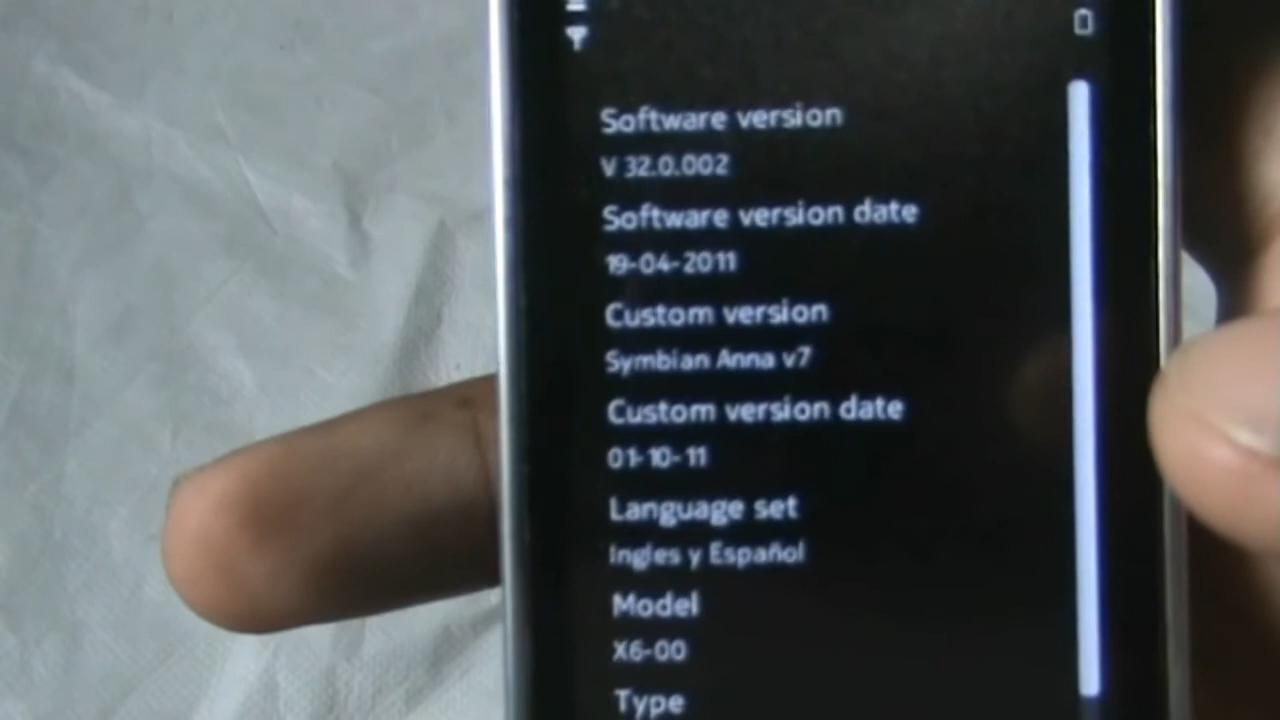 Software version
V 32.0.002
Software version date
19-04-2011
Custom version
Symbian Anna v7
Custom version date
01-10-11
Language set
Ingles y Español
Model
X6-00
Type